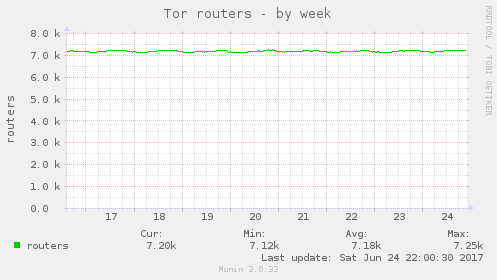 Tor routers - by week
RRDTOOL / TOBI OETIKER
routers
8.0 k
7.0 k
6.0 k
5.0 k
4.0 k
3.0 k
2.0 k
1.0 k
0.0
17 18 19 20 21 22 23 24
Cur: Min: Avg: Max:
routers 7.20k 7.12k 7.18k 7.25k
Last update: Sat Jun 24 22:00:30 2017
Munin 2.0.33